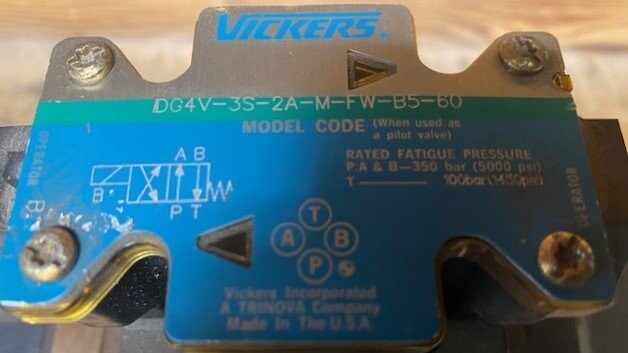 VICKERS®
DG4V-3S-2A-M-FW-B5-60
MODEL CODE (When used as
a pilot valve)
RATED FATIGUE PRESSURE
P.A & B—350 bar (5000 psi)
T——100bar(1450psi)
OPERATOR B
A B
B
P T
T
A B
P
Vickers Incorporated
A TRINOVA Company
Made In The U.S.A.